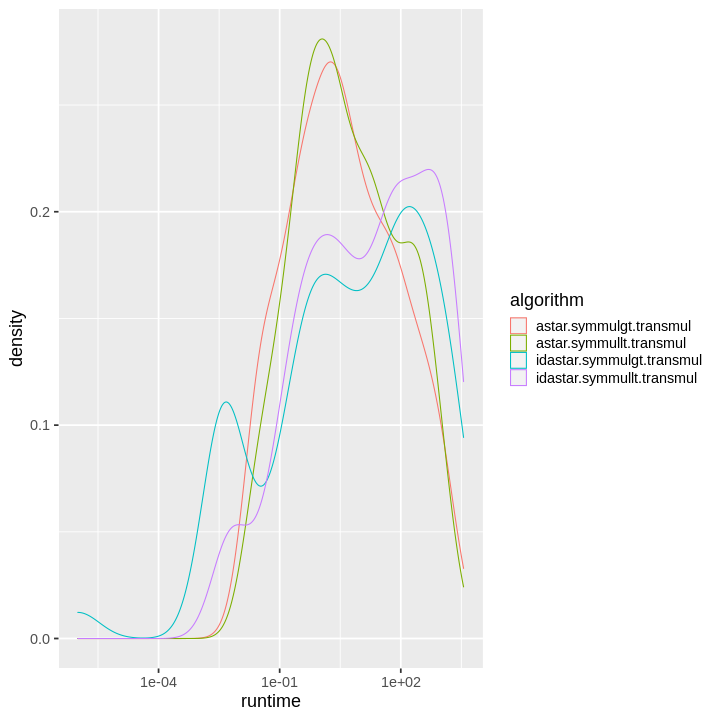 0.2
0.1
0.0
density
1e-04
1e-01
1e+02
runtime
algorithm
astar.symmulgt.transmul
astar.symmullt.transmul
idastar.symmulgt.transmul
idastar.symmullt.transmul